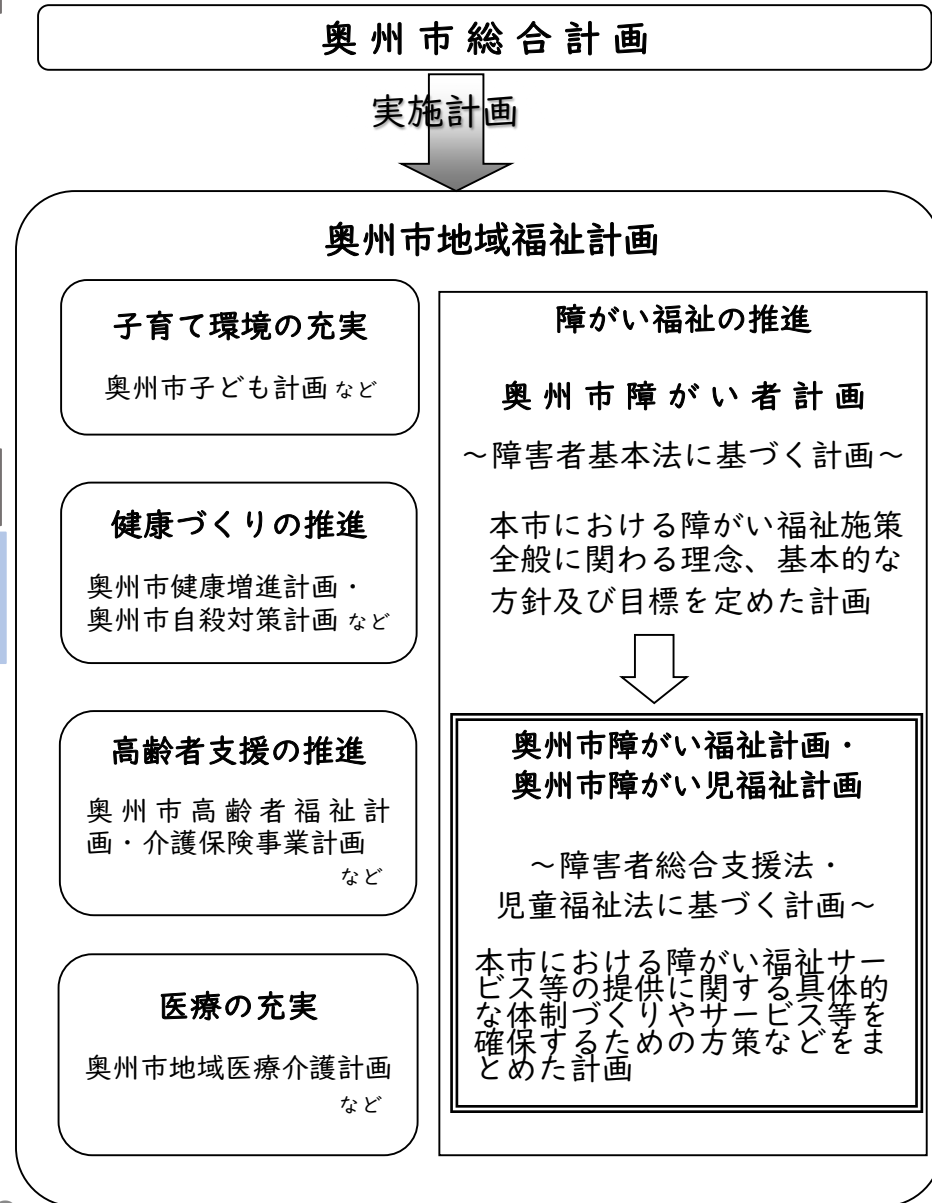 奥州市総合計画
実施計画
奥州市地域福祉計画
子育て環境の充実
奥州市子ども計画 など
健康づくりの推進
奥州市健康増進計画・
奥州市自殺対策計画 など
高齢者支援の推進
奥州市高齢者福祉計
画・介護保険事業計画
など
医療の充実
奥州市地域医療介護計画
など
障がい福祉の推進
奥州市障がい者計画
～障害者基本法に基づく計画～
本市における障がい福祉施策
全般に関わる理念、基本的な
方針及び目標を定めた計画
奥州市障がい福祉計画・
奥州市障がい児福祉計画
～障害者総合支援法・
児童福祉法に基づく計画～
本市における障がい福祉サー
ビス等の提供に関する具体的
な体制づくりやサービス等を
確保するための方策などをま
とめた計画